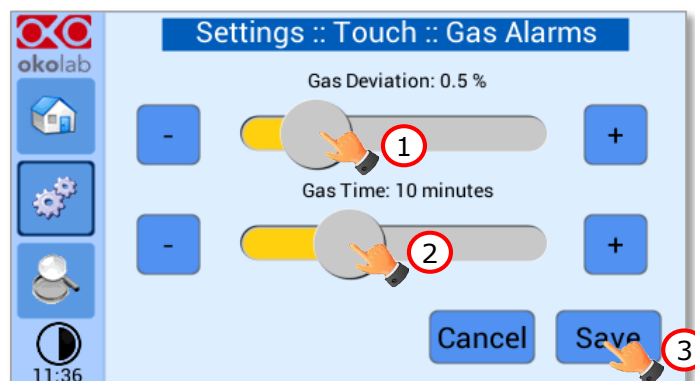 okolab
Settings :: Touch :: Gas Alarms
Gas Deviation: 0.5 %
-
+
1
Gas Time: 10 minutes
-
+
2
Cancel
Save
3
11:36